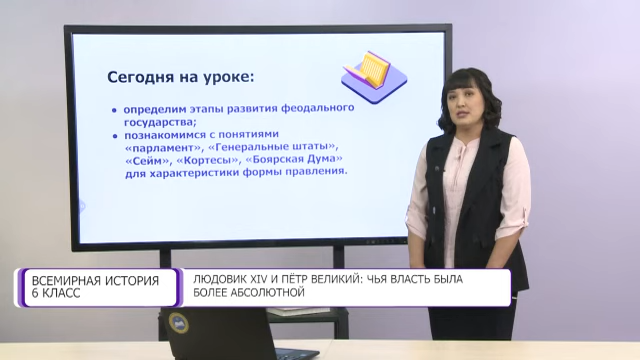 Сегодня на уроке:
● определим этапы развития феодального
государства;
● познакомимся с понятиями
«парламент», «Генеральные штаты»,
«Сейм», «Кортесы», «Боярская Дума»
для характеристики формы правления.
ВСЕМИРНАЯ ИСТОРИЯ
6 КЛАСС
ЛЮДОВИК XIV И ПЁТР ВЕЛИКИЙ: ЧЬЯ ВЛАСТЬ БЫЛА
БОЛЕЕ АБСОЛЮТНОЙ